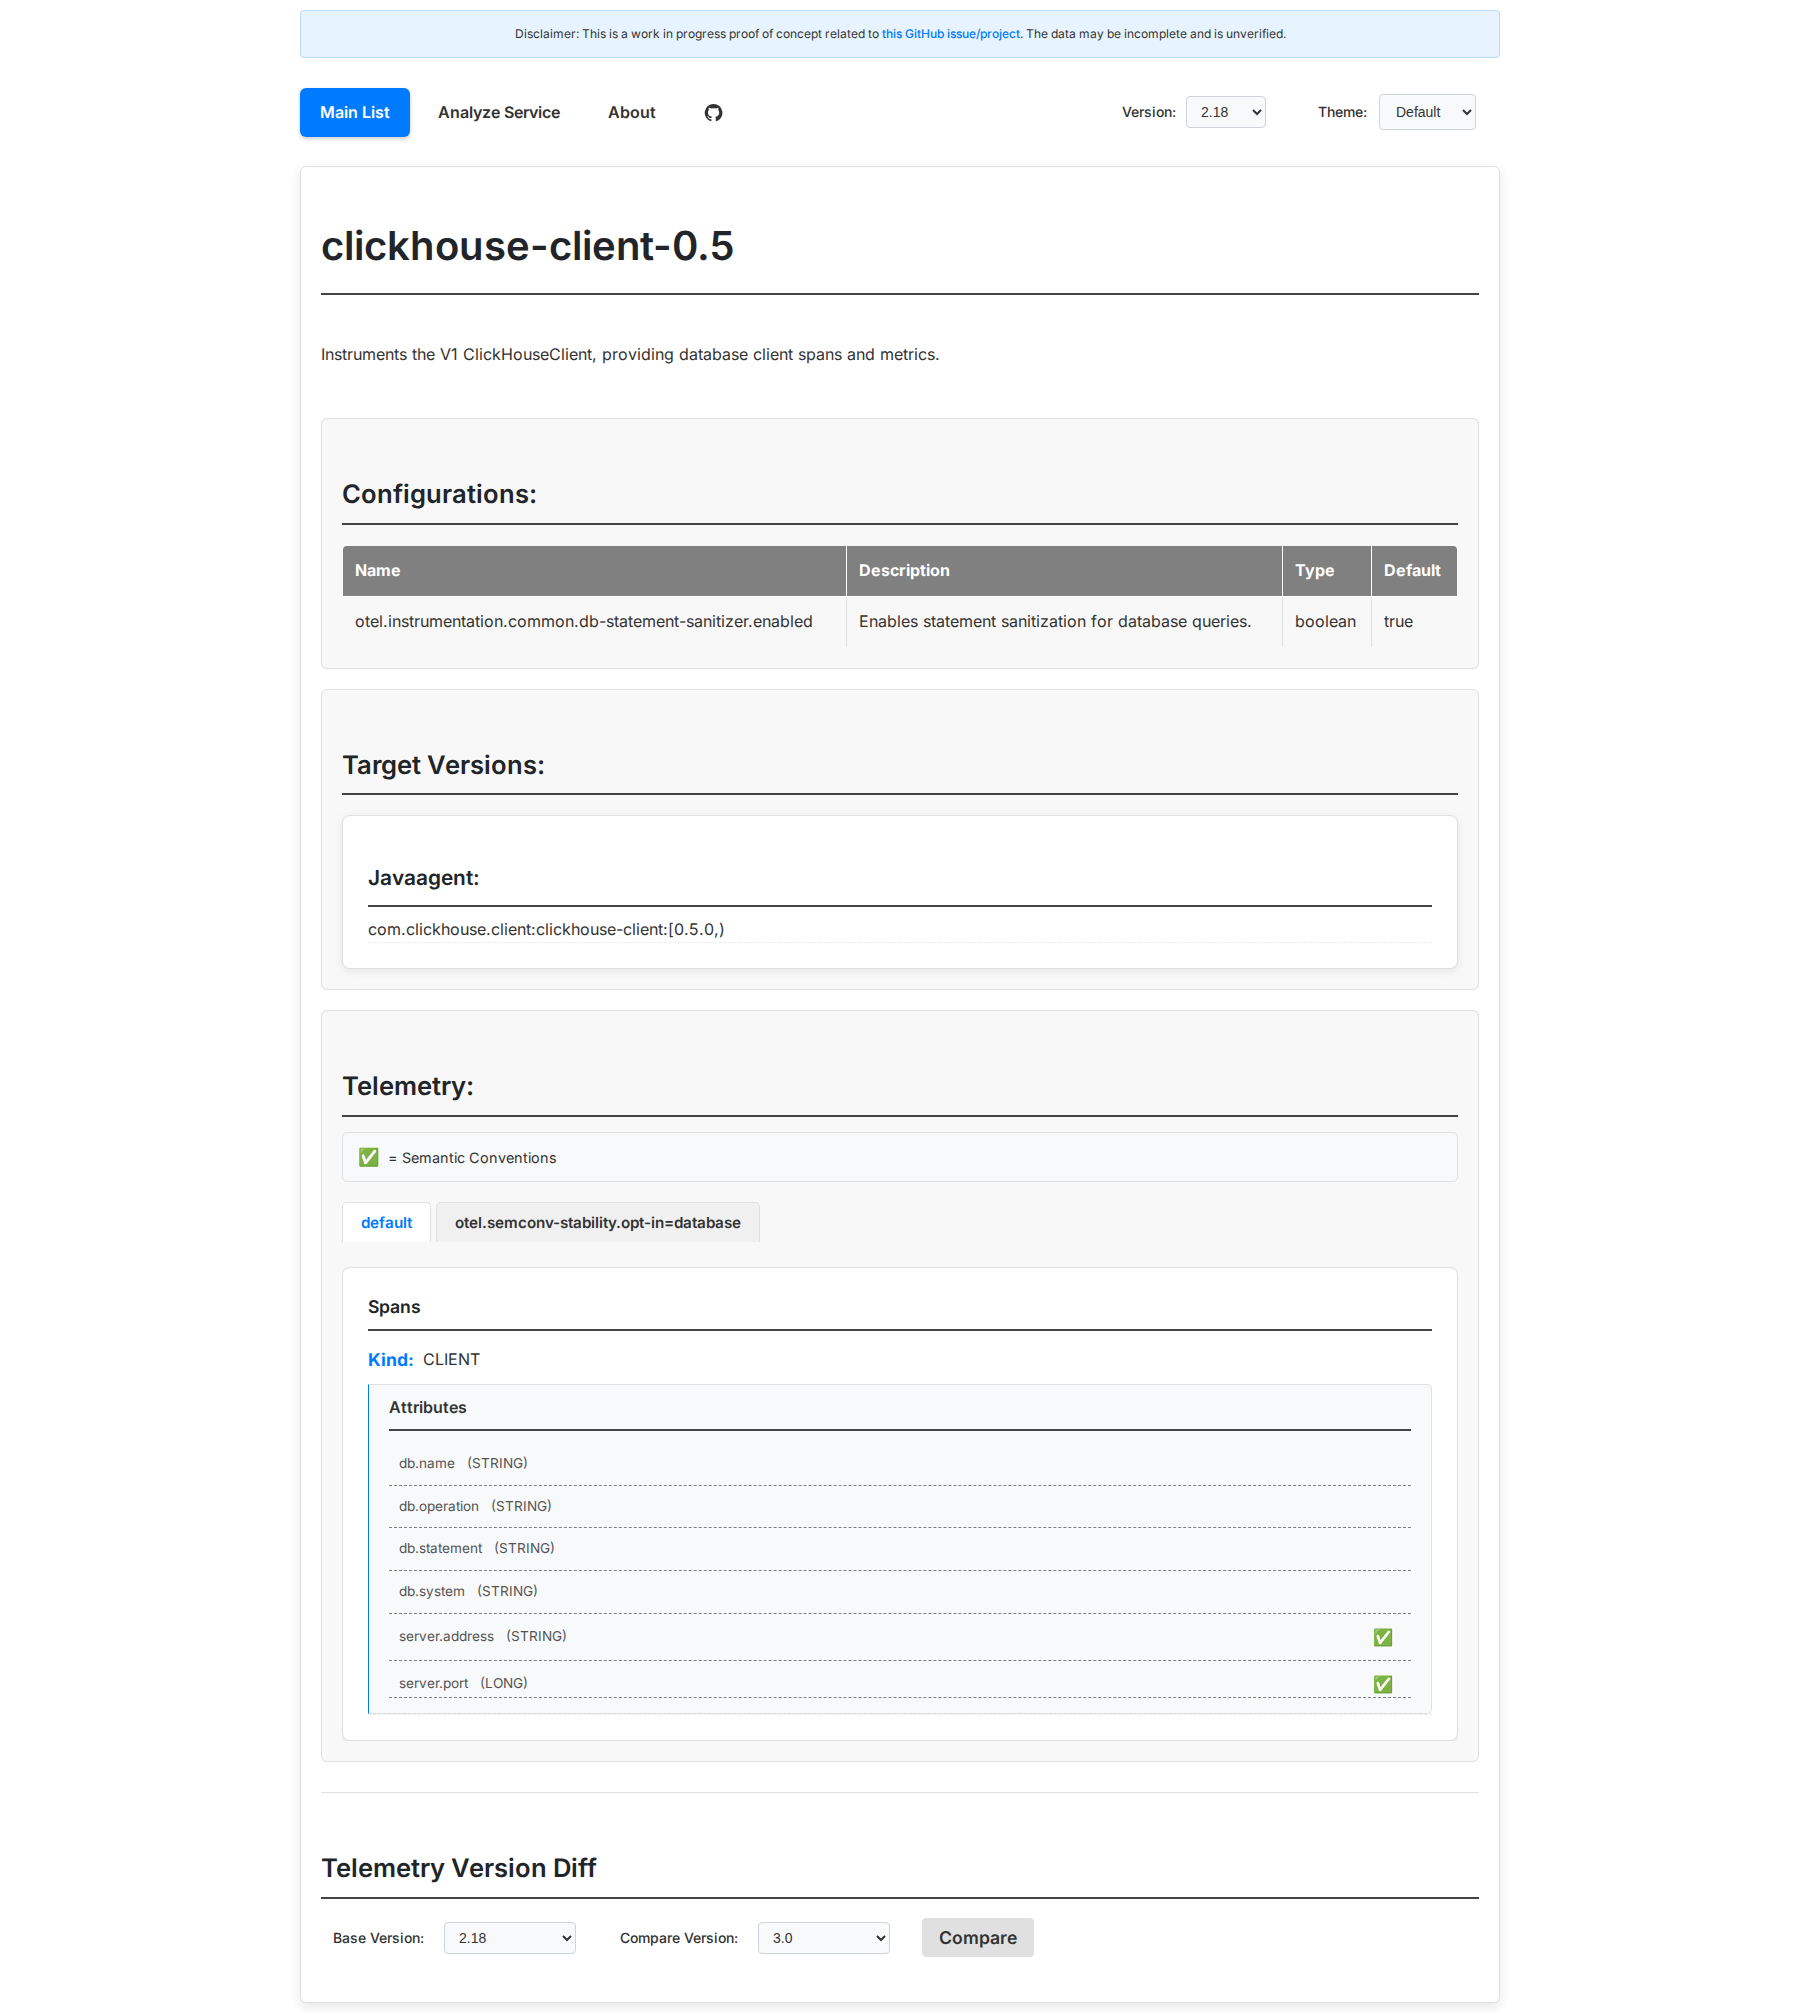 Disclaimer: This is a work in progress proof of concept related to this GitHub issue/project. The data may be incomplete and is unverified.
Main List Analyze Service About Version: 2.18 Theme: Default
clickhouse-client-0.5
Instruments the V1 ClickHouseClient, providing database client spans and metrics.
Configurations:
Name Description Type Default
otel.instrumentation.common.db-statement-sanitizer.enabled Enables statement sanitization for database queries. boolean true
Target Versions:
Javaagent:
com.clickhouse.client:clickhouse-client:[0.5.0,)
Telemetry:
✅ = Semantic Conventions
default otel.semconv-stability.opt-in=database
Spans
Kind: CLIENT
Attributes
db.name (STRING)
db.operation (STRING)
db.statement (STRING)
db.system (STRING)
server.address (STRING) ✅
server.port (LONG) ✅
Telemetry Version Diff
Base Version: 2.18 Compare Version: 3.0 Compare